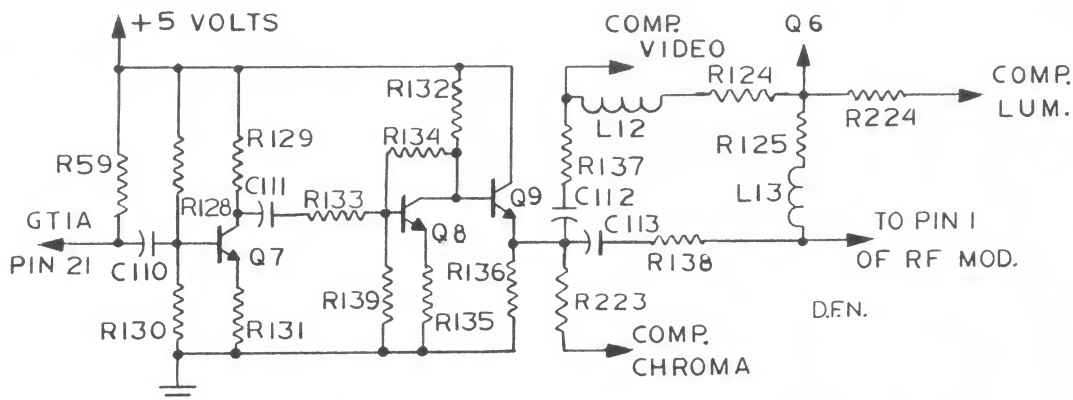 +5 VOLTS
COMP.
VIDEO
Q6
R132
R124
COMP.
LUM.
R129
R134
L12
R224
R59
R125
R137
C111
R133
L13
C112
R128
Q9
GT1A
C113
Q8
TO PIN 1
PIN 21
C110
Q7
R136
R138
OF RF MOD.
R139
R223
D.F.N.
R130
R131
R135
COMP.
CHROMA